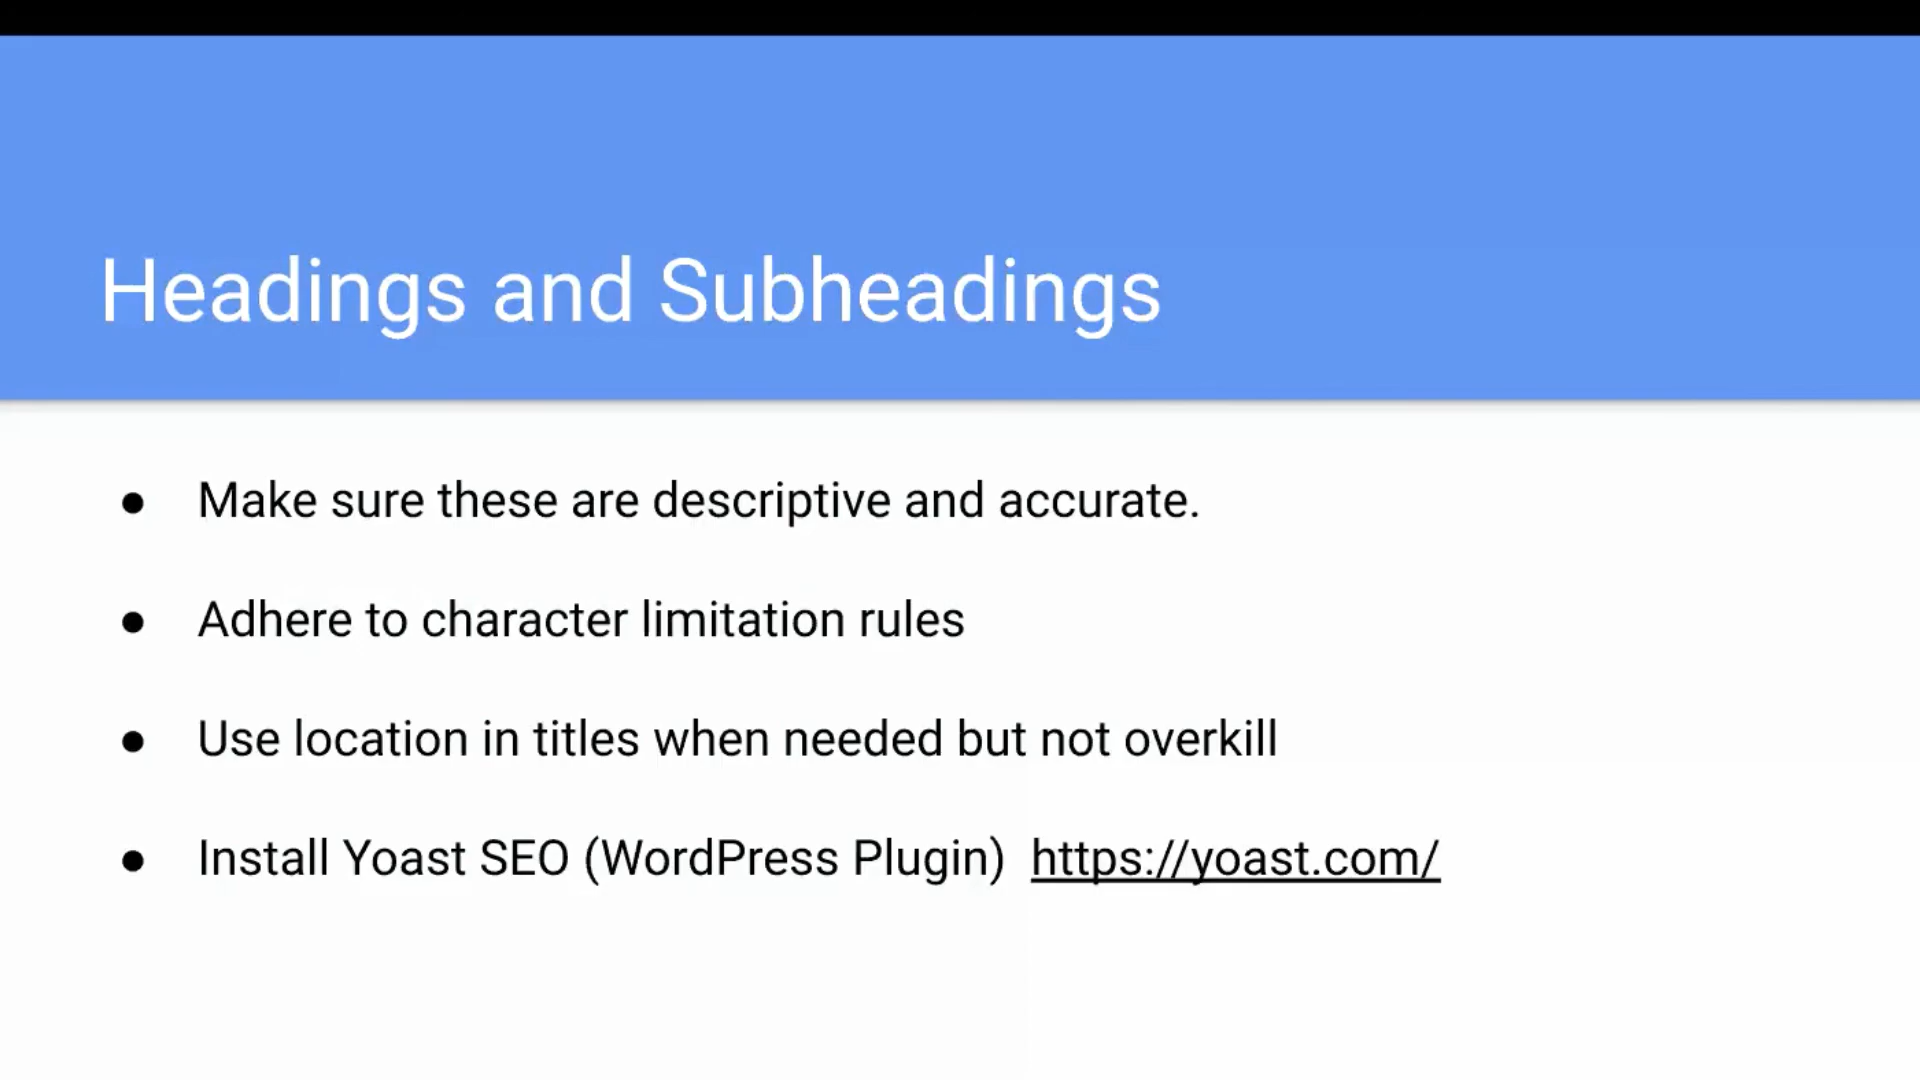 Headings and Subheadings
● Make sure these are descriptive and accurate.
● Adhere to character limitation rules
● Use location in titles when needed but not overkill
● Install Yoast SEO (WordPress Plugin) https://yoast.com/